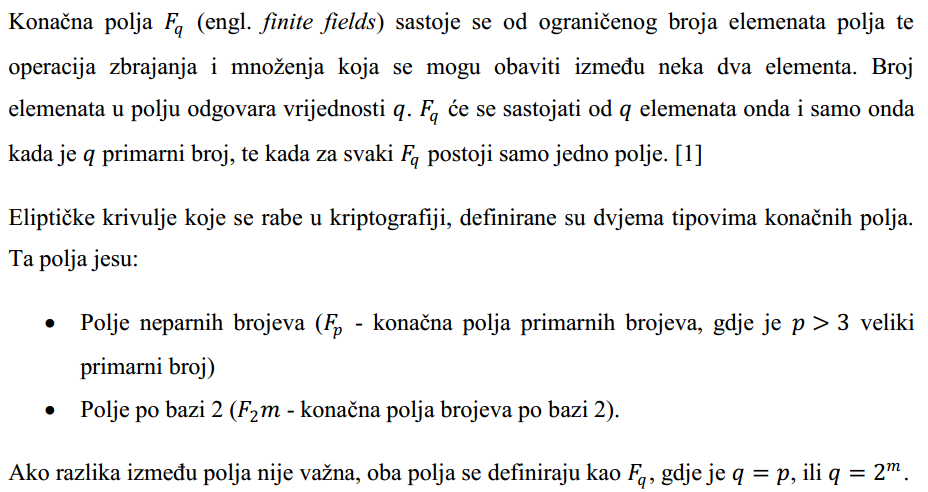 Konačna polja F_q (engl. finite fields) sastoje se od ograničenog broja elemenata polja te
operacija zbrajanja i množenja koja se mogu obaviti između neka dva elementa. Broj
elemenata u polju odgovara vrijednosti q. F_q će se sastojati od q elemenata onda i samo onda
kada je q primarni broj, te kada za svaki F_q postoji samo jedno polje. [1]
Eliptičke krivulje koje se rabe u kriptografiji, definirane su dvjema tipovima konačnih polja.
Ta polja jesu:
• Polje neparnih brojeva (F_p - konačna polja primarnih brojeva, gdje je p > 3 veliki
primarni broj)
• Polje po bazi 2 (F_2m - konačna polja brojeva po bazi 2).
Ako razlika između polja nije važna, oba polja se definiraju kao F_q, gdje je q = p, ili q = 2^m.